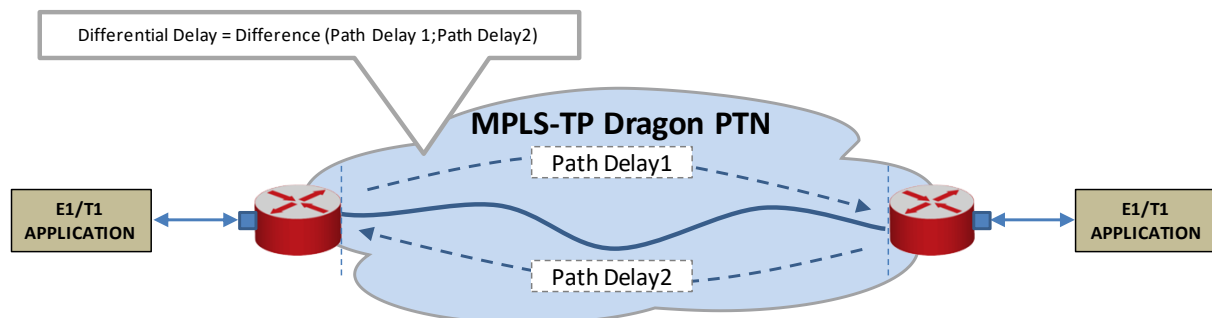 Differential Delay = Difference (Path Delay 1;Path Delay2)
MPLS-TP Dragon PTN
Path Delay1
E1/T1
APPLICATION
E1/T1
APPLICATION
Path Delay2